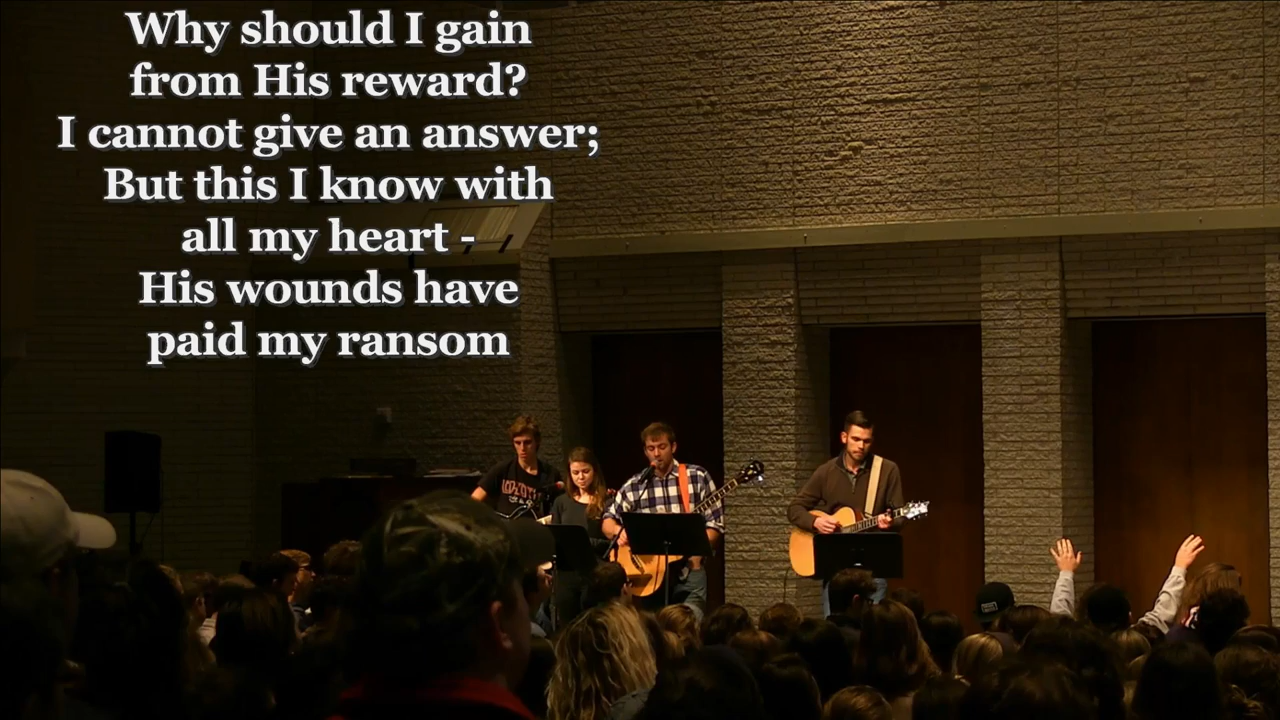 Why should I gain
from His reward?
I cannot give an answer;
But this I know with
all my heart -
His wounds have
paid my ransom